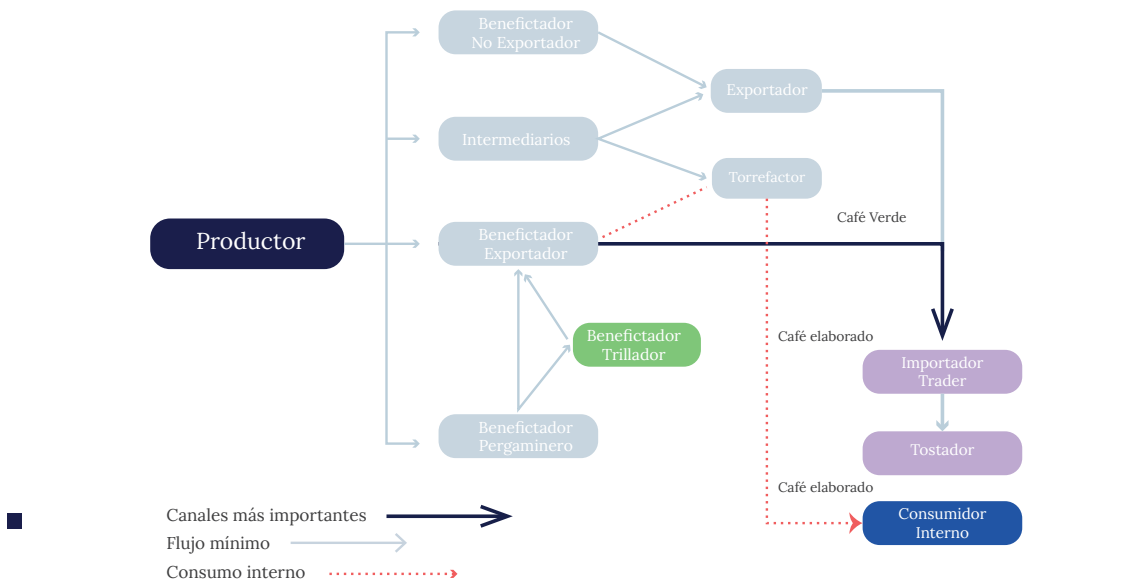 Benefictador
No Exportador
Exportador
Intermediarios
Torrefactor
Café Verde
Productor
Benefictador
Exportador
Café elaborado
Benefictador
Trillador
Importador
Trader
Benefictador
Pergaminero
Tostador
Café elaborado
Consumidor
Interno
Canales más importantes
Flujo mínimo
Consumo interno